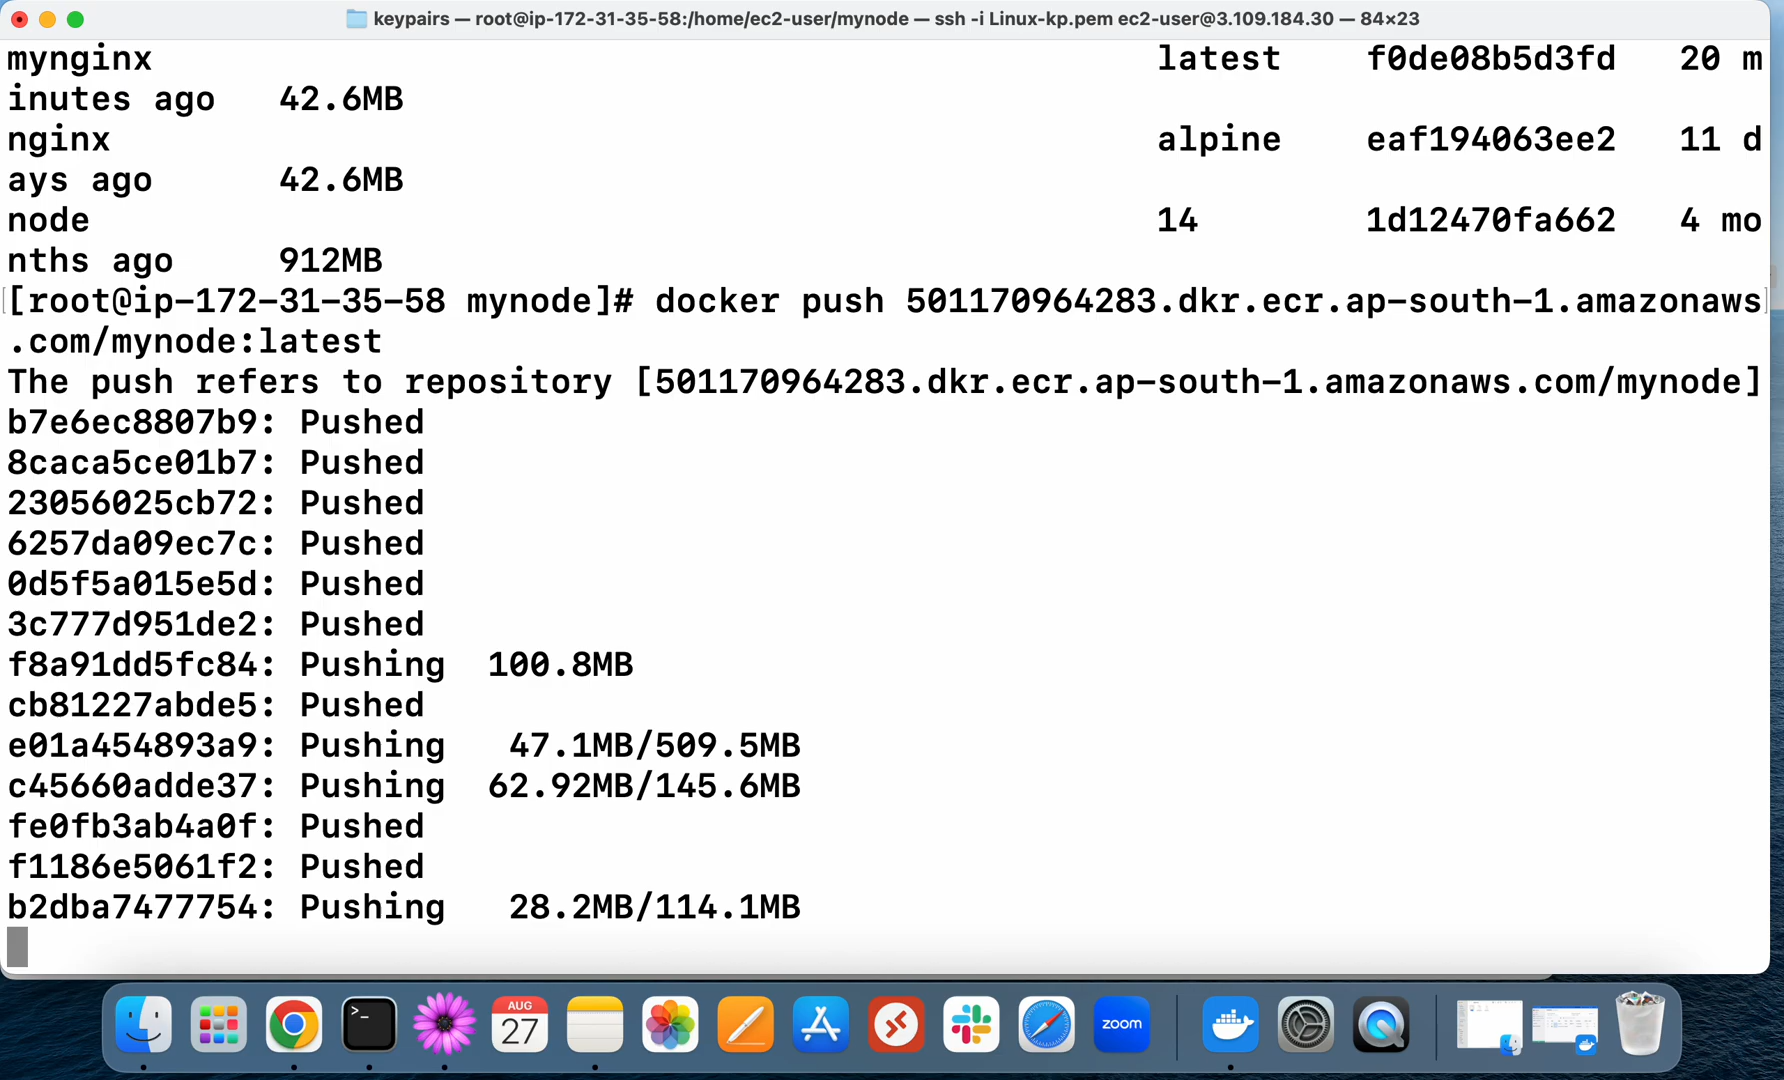 keypairs — root@ip-172-31-35-58:/home/ec2-user/mynode — ssh -i Linux-kp.pem ec2-user@3.109.184.30 — 84×23
mynginx latest f0de08b5d3fd 20 m
inutes ago 42.6MB
nginx alpine eaf194063ee2 11 d
ays ago 42.6MB
node 14 1d12470fa662 4 mo
nths ago 912MB
[root@ip-172-31-35-58 mynode]# docker push 501170964283.dkr.ecr.ap-south-1.amazonaws
.com/mynode:latest
The push refers to repository [501170964283.dkr.ecr.ap-south-1.amazonaws.com/mynode]
b7e6ec8807b9: Pushed
8caca5ce01b7: Pushed
23056025cb72: Pushed
6257da09ec7c: Pushed
0d5f5a015e5d: Pushed
3c777d951de2: Pushed
f8a91dd5fc84: Pushing 100.8MB
cb81227abde5: Pushed
e01a454893a9: Pushing 47.1MB/509.5MB
c45660adde37: Pushing 62.92MB/145.6MB
fe0fb3ab4a0f: Pushed
f1186e5061f2: Pushed
b2dba7477754: Pushing 28.2MB/114.1MB
>_
AUG
27
zoom